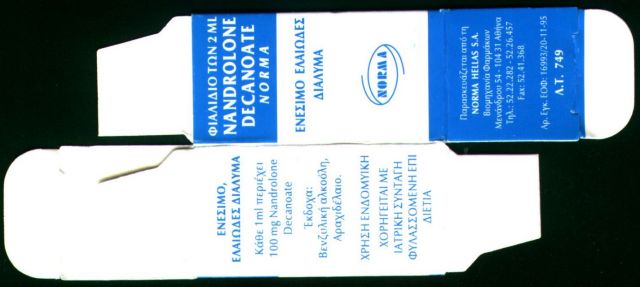 ΦΙΑΛΙΔΙΟ ΤΩΝ 2 ML
NANDROLONE
DECANOATE
NORMA
ΕΝΕΣΙΜΟ ΕΛΑΙΩΔΕΣ
ΔΙΑΛΥΜΑ
NORMA
Παρασκευάζεται από τη
NORMA HELLAS S.A.
Βιομηχανία Φαρμάκων
Μενάνδρου 54 - 104 31 Αθήνα
Τηλ.: 52.22.282 - 52.26.457
Fax: 52.41.368
Αρ. Εγκ. ΕΟΦ: 16993/20-11-95
Λ.Τ. 749
ΕΝΕΣΙΜΟ,
ΕΛΑΙΩΔΕΣ ΔΙΑΛΥΜΑ
Κάθε 1ml περιέχει
100 mg Nandrolone
Decanoate
Έκδοχα:
Βενζυλική αλκοόλη,
Αραχιδέλαιο.
ΧΡΗΣΗ ΕΝΔΟΜΥΪΚΗ
ΧΟΡΗΓΕΙΤΑΙ ΜΕ
ΙΑΤΡΙΚΗ ΣΥΝΤΑΓΗ
ΦΥΛΑΣΣΟΜΕΝΗ ΕΠΙ
ΔΙΕΤΙΑ